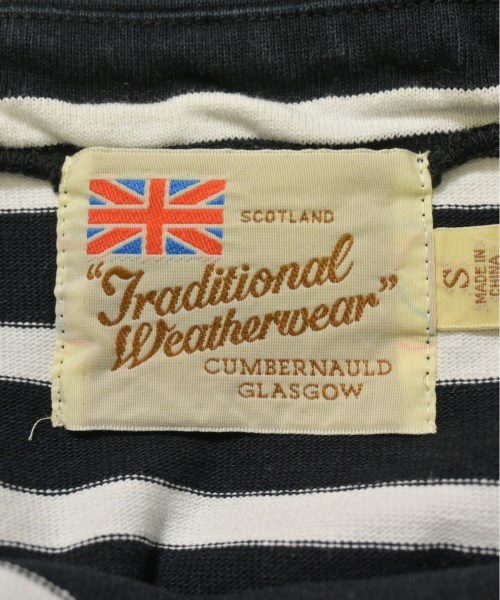 SCOTLAND
"Traditional
Weatherwear"
CUMBERNAULD
GLASGOW
S
MADE IN
CHINA